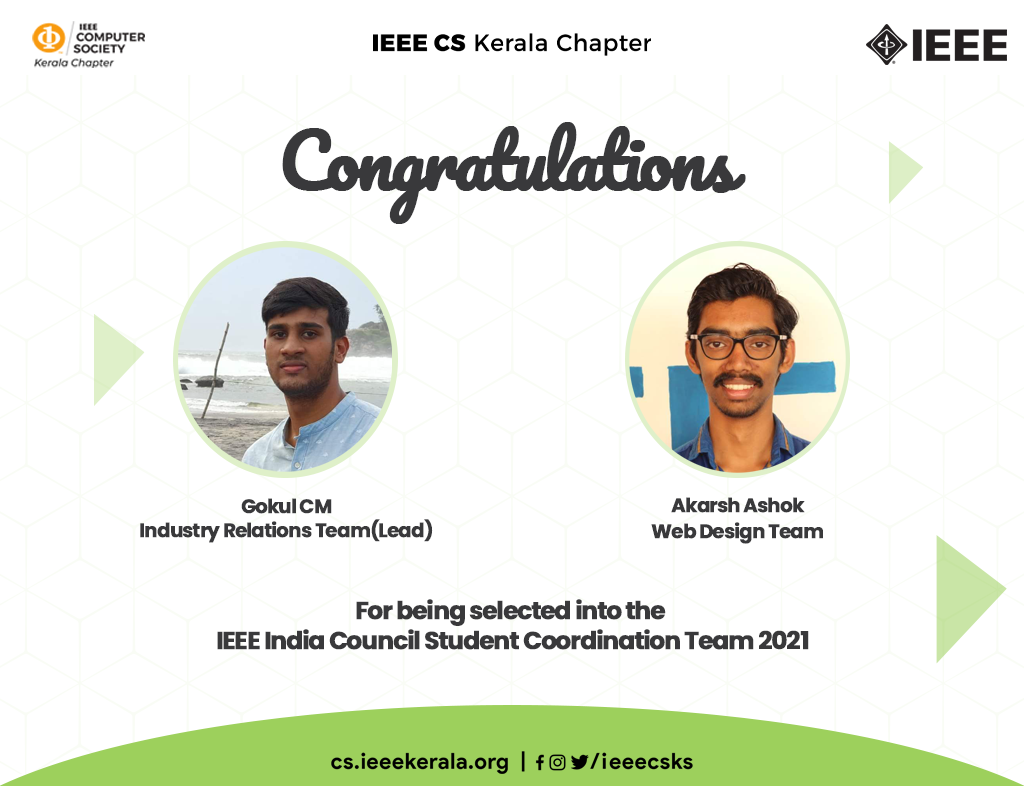 IEEE
COMPUTER
SOCIETY
Kerala Chapter
IEEE CS Kerala Chapter
IEEE
Congratulations
Gokul CM
Industry Relations Team(Lead)
Akarsh Ashok
Web Design Team
For being selected into the
IEEE India Council Student Coordination Team 2021
cs.ieeekerala.org | /ieeecsks